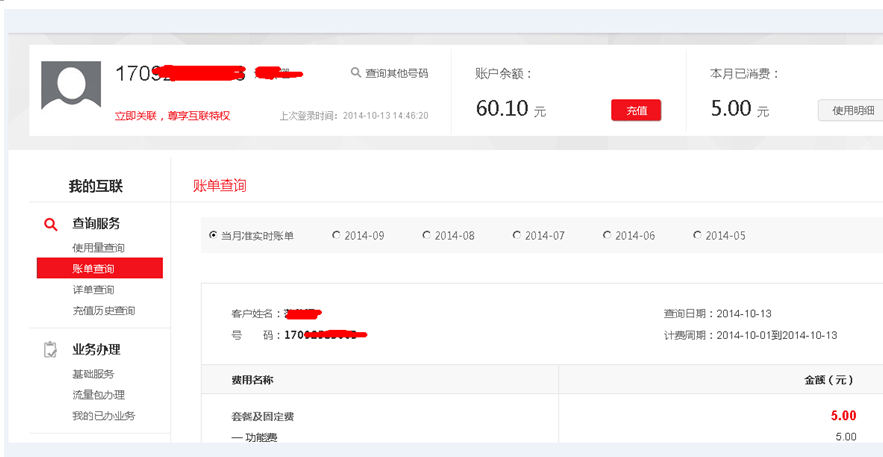 1709
查询其他号码
账户余额：
本月已消费：
立即关联，尊享互联特权
上次登录时间：2014-10-13 14:46:20
60.10 元
充值
5.00 元
使用明细
我的互联
账单查询
查询服务
使用量查询
账单查询
详单查询
充值历史查询
业务办理
基础服务
流量包办理
我的已办业务
当月准实时账单 2014-09 2014-08 2014-07 2014-06 2014-05
客户姓名：
查询日期：2014-10-13
号 码：1709
计费周期：2014-10-01到2014-10-13
费用名称 金额（元）
套餐及固定费 5.00
— 功能费 5.00